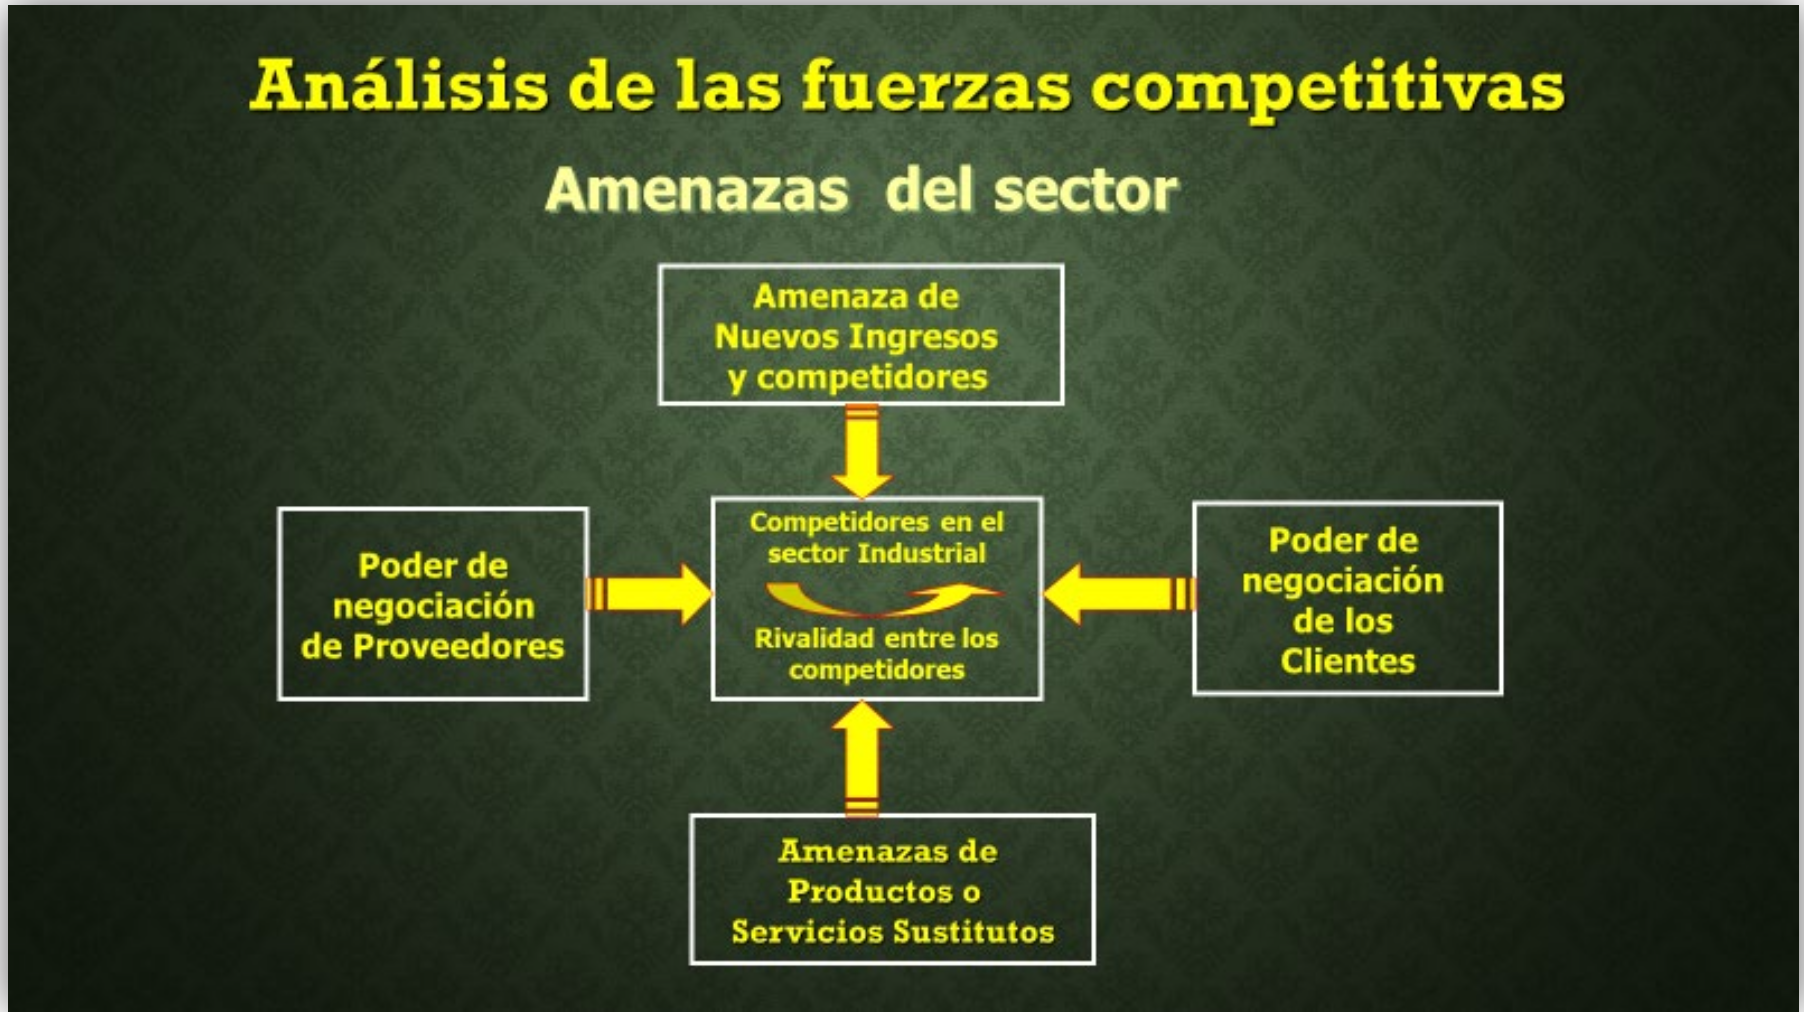 Análisis de las fuerzas competitivas
Amenazas del sector
Amenaza de
Nuevos Ingresos
y competidores
Poder de
negociación
de Proveedores
Competidores en el
sector Industrial
Rivalidad entre los
competidores
Poder de
negociación
de los
Clientes
Amenazas de
Productos o
Servicios Sustitutos